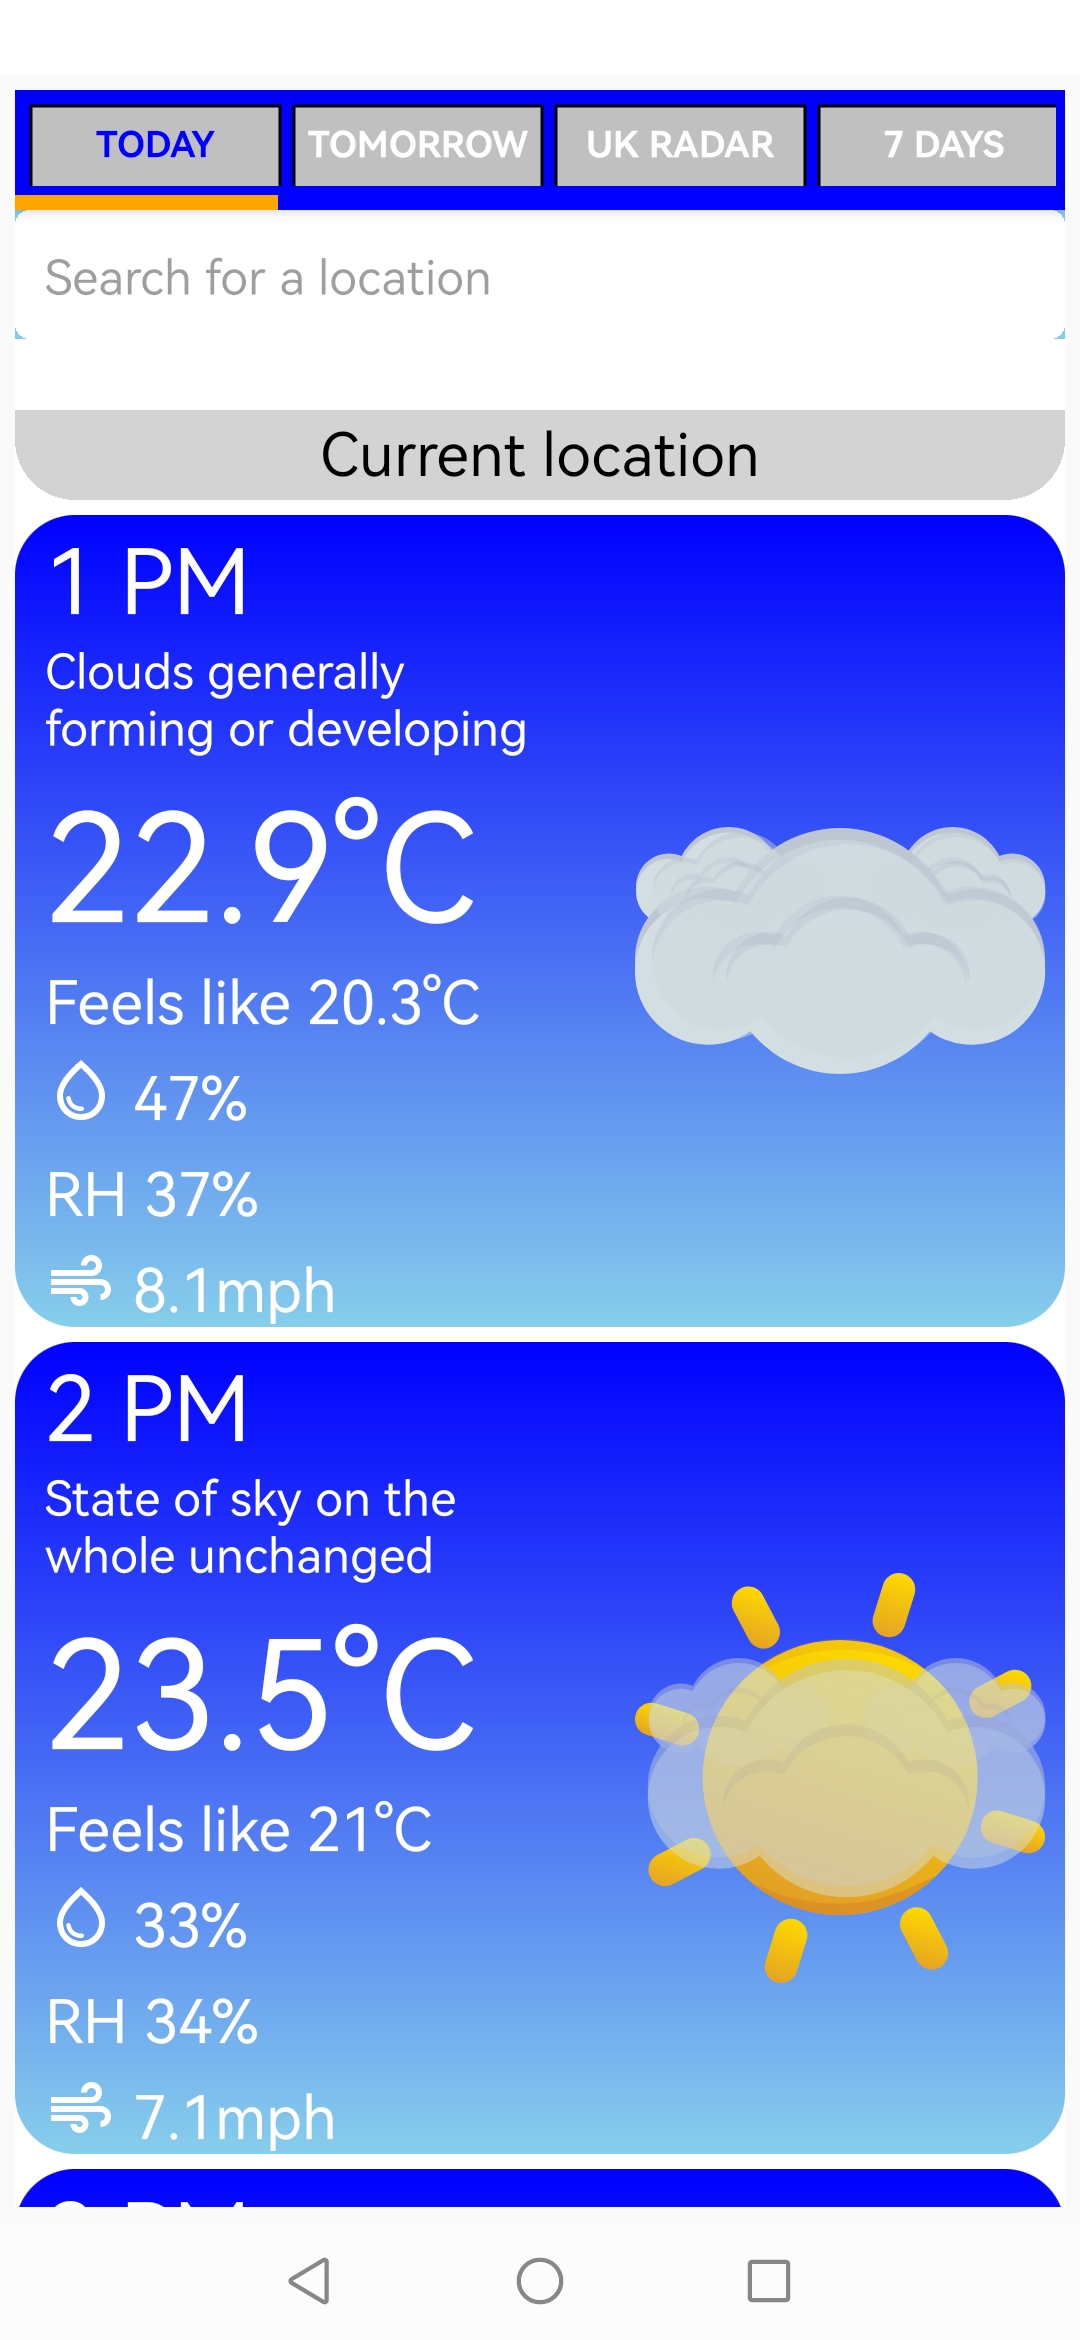 TODAY TOMORROW UK RADAR 7 DAYS
Search for a location
Current location
1 PM
Clouds generally
forming or developing
22.9°C
Feels like 20.3°C
47%
RH 37%
8.1mph
2 PM
State of sky on the
whole unchanged
23.5°C
Feels like 21°C
33%
RH 34%
7.1mph